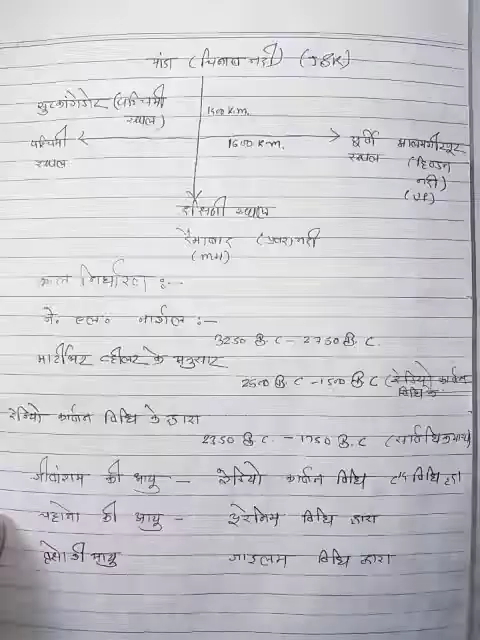 मांडा (चिनाब नदी) (J&K)
सुत्कांगेडोर (पश्चिमी स्थल)
1500 K.m.
पश्चिमी स्थल
1600 K.m.
पूर्वी स्थल
आलमगीरपुर (हिण्डन नदी) (UP)
स्थल
दैमाबाद (प्रवरा नदी)
(MH)
काल निर्धारण :--
जे. एल. मार्शल :--
3250 B.C - 2750 B.C.
मार्टीमर व्हीलर के अनुसार
2500 B.C - 1500 B.C (रेडियो कार्बन विधि के
रेडियो कार्बन विधि के द्वारा
2350 B.C. - 1750 B.C. (सर्वाधिक मान्य)
जीवाश्म की आयु - रेडियो कार्बन विधि C14 विधि द्वारा
चट्टानो की आयु - यूरेनियम विधि द्वारा
की आयु विधि द्वारा